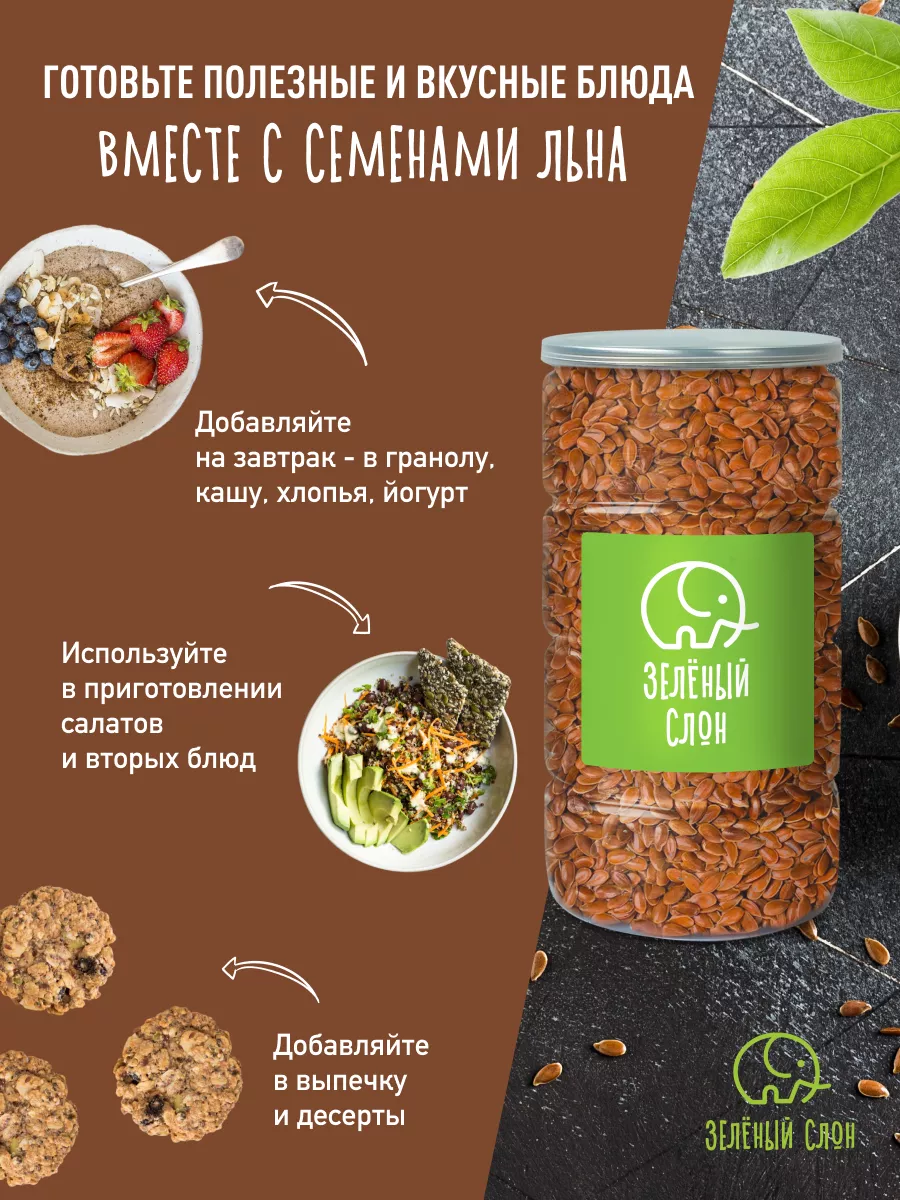 ГОТОВЬТЕ ПОЛЕЗНЫЕ И ВКУСНЫЕ БЛЮДА
ВМЕСТЕ С СЕМЕНАМИ ЛЬНА
Добавляйте
на завтрак - в гранолу,
кашу, хлопья, йогурт
Используйте
в приготовлении
салатов
и вторых блюд
ЗЕЛЁНЫЙ
СЛОН
Добавляйте
в выпечку
и десерты
ЗЕЛЁНЫЙ СЛОН